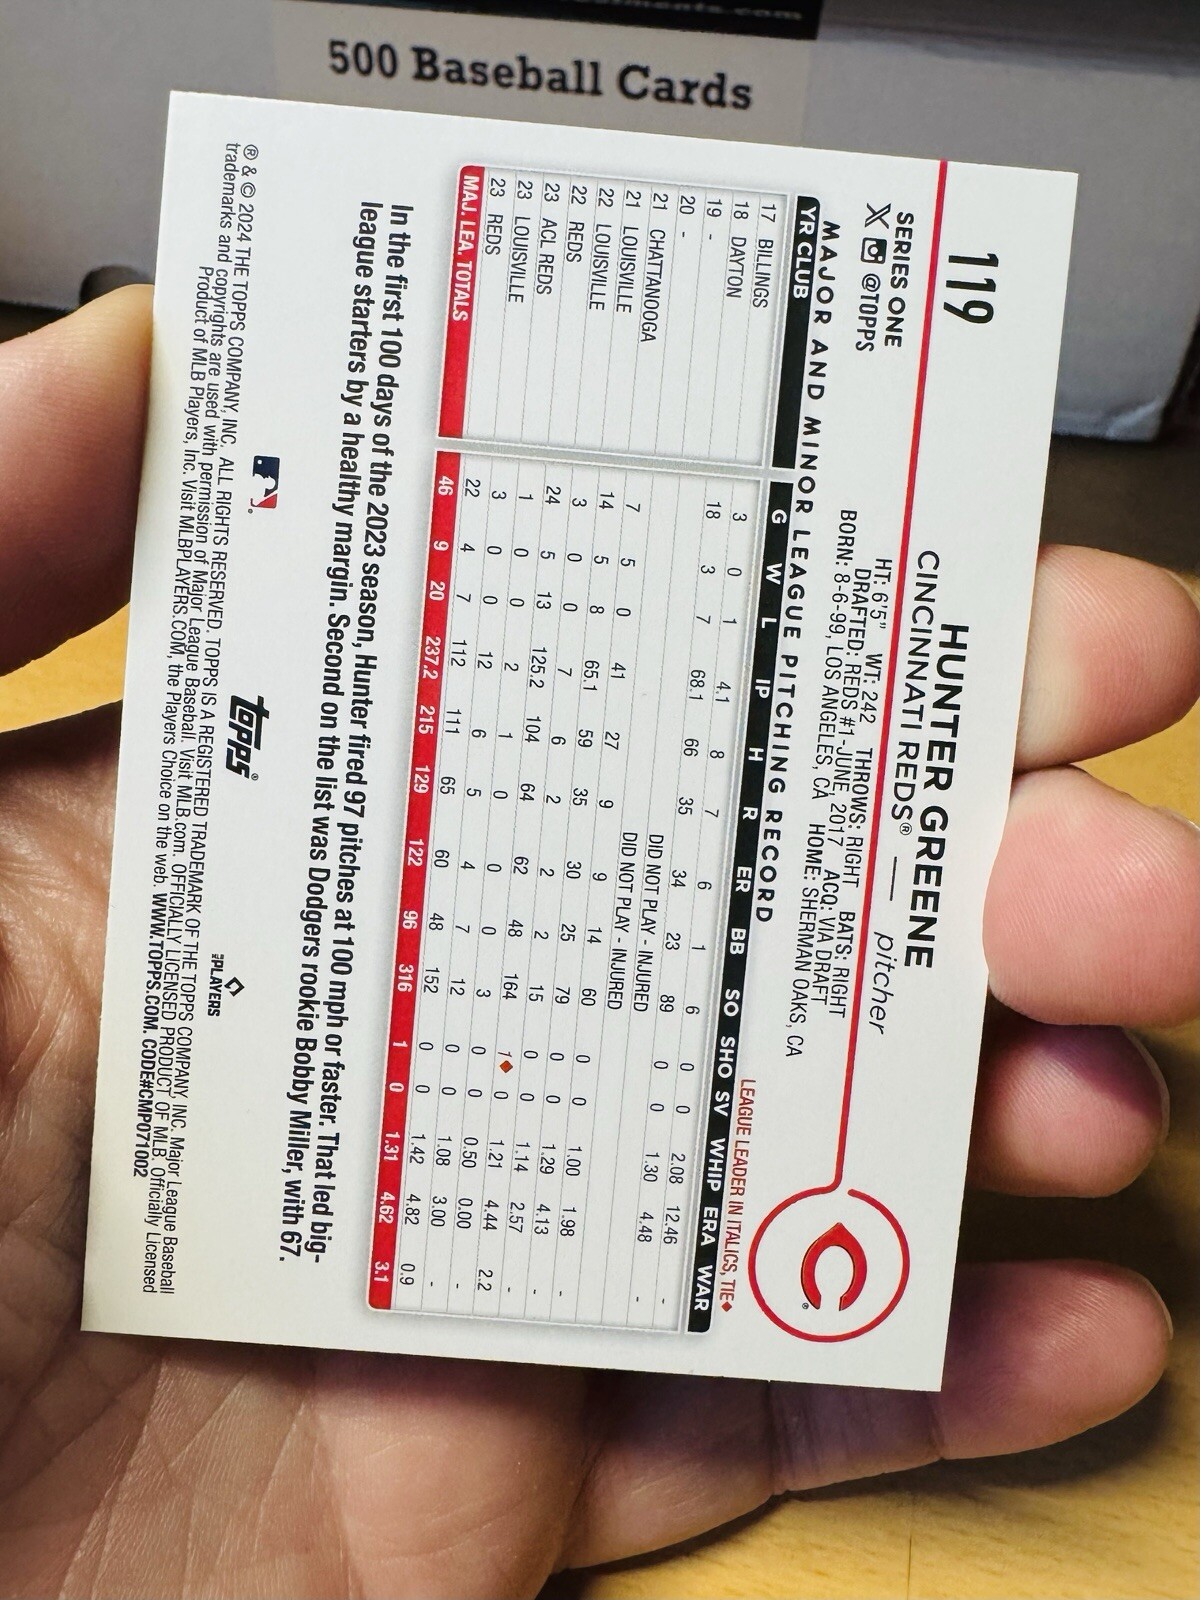 500 Baseball Cards
119
HUNTER GREENE
CINCINNATI REDS® — pitcher
SERIES ONE
X @TOPPS
HT: 6'5" WT: 242 THROWS: RIGHT BATS: RIGHT
DRAFTED: REDS #1-JUNE, 2017 ACQ: VIA DRAFT
BORN: 8-6-99, LOS ANGELES, CA HOME: SHERMAN OAKS, CA
C®
MAJOR AND MINOR LEAGUE PITCHING RECORD
LEAGUE LEADER IN ITALICS, TIE♦
YR CLUB G W L IP H R ER BB SO SHO SV WHIP ERA WAR
17 BILLINGS 3 0 1 4.1 8 7 6 1 6 0 0 2.08 12.46 -
18 DAYTON 18 3 7 68.1 66 35 34 23 89 0 0 1.30 4.48 -
19 - DID NOT PLAY - INJURED
20 - DID NOT PLAY - INJURED
21 CHATTANOOGA 7 5 0 41 27 9 9 14 60 0 0 1.00 1.98 -
21 LOUISVILLE 14 5 8 65.1 59 35 30 25 79 0 0 1.29 4.13 -
22 LOUISVILLE 3 0 0 7 6 2 2 2 15 0 0 1.14 2.57 -
22 REDS 24 5 13 125.2 104 64 62 48 164 1♦ 0 1.21 4.44 2.2
23 ACL REDS 1 0 0 2 1 0 0 0 3 0 0 0.50 0.00 -
23 LOUISVILLE 3 0 0 12 6 5 4 7 12 0 0 1.08 3.00 -
23 REDS 22 4 7 112 111 65 60 48 152 0 0 1.42 4.82 0.9
MAJ. LEA. TOTALS 46 9 20 237.2 215 129 122 96 316 1 0 1.31 4.62 3.1
In the first 100 days of the 2023 season, Hunter fired 97 pitches at 100 mph or faster. That led big-
league starters by a healthy margin. Second on the list was Dodgers rookie Bobby Miller, with 67.
topps®
PLAYERS
® & © 2024 THE TOPPS COMPANY, INC. ALL RIGHTS RESERVED. TOPPS IS A REGISTERED TRADEMARK OF THE TOPPS COMPANY, INC. Major League Baseball
trademarks and copyrights are used with permission of Major League Baseball. Visit MLB.com. OFFICIALLY LICENSED PRODUCT OF MLB. Officially Licensed
Product of MLB Players, Inc. Visit MLBPLAYERS.COM, the Players Choice on the web. WWW.TOPPS.COM. CODE#CMP071002